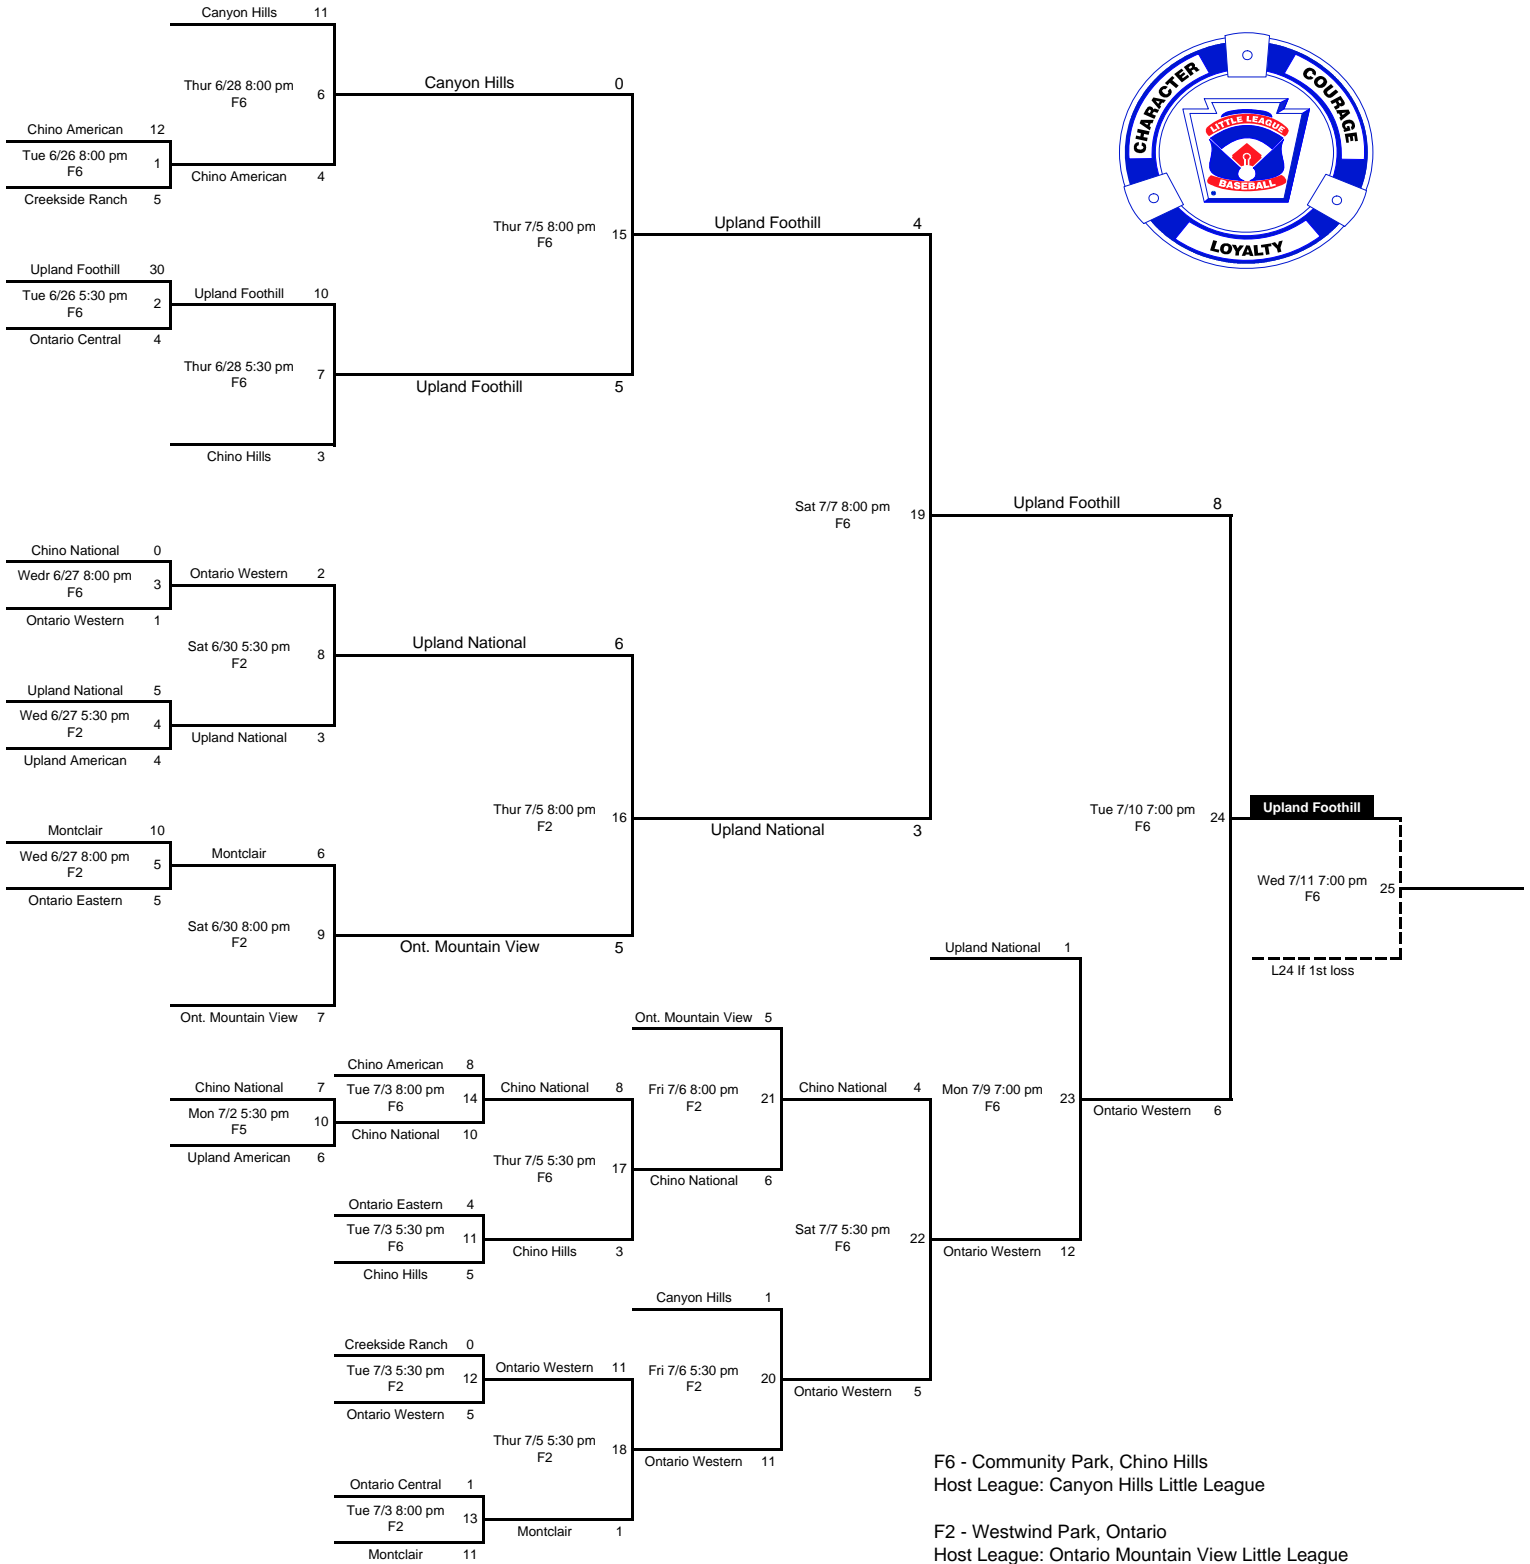 Canyon Hills 11
Thur 6/28 8:00 pm
F6
6
Canyon Hills 0
Chino American 12
Tue 6/26 8:00 pm
F6
1
Creekside Ranch 5
Chino American 4
Thur 7/5 8:00 pm
F6
15
Upland Foothill 4
Upland Foothill 30
Tue 6/26 5:30 pm
F6
2
Ontario Central 4
Upland Foothill 10
Thur 6/28 5:30 pm
F6
7
Upland Foothill 5
Chino Hills 3
CHARACTER
COURAGE
LOYALTY
LITTLE LEAGUE
BASEBALL
Sat 7/7 8:00 pm
F6
19
Upland Foothill 8
Chino National 0
Wedr 6/27 8:00 pm
F6
3
Ontario Western 1
Ontario Western 2
Sat 6/30 5:30 pm
F2
8
Upland National 6
Upland National 5
Wed 6/27 5:30 pm
F2
4
Upland American 4
Upland National 3
Thur 7/5 8:00 pm
F2
16
Upland National 3
Montclair 10
Wed 6/27 8:00 pm
F2
5
Ontario Eastern 5
Montclair 6
Sat 6/30 8:00 pm
F2
9
Ont. Mountain View 5
Ont. Mountain View 7
Tue 7/10 7:00 pm
F6
24
Upland Foothill
Wed 7/11 7:00 pm
F6
25
L24 If 1st loss
Upland National 1
Mon 7/9 7:00 pm
F6
23
Ontario Western 6
Ont. Mountain View 5
Fri 7/6 8:00 pm
F2
21
Chino National 4
Chino American 8
Tue 7/3 8:00 pm
F6
14
Chino National 10
Chino National 7
Mon 7/2 5:30 pm
F5
10
Upland American 6
Chino National 8
Thur 7/5 5:30 pm
F6
17
Chino National 6
Ontario Eastern 4
Tue 7/3 5:30 pm
F6
11
Chino Hills 5
Chino Hills 3
Sat 7/7 5:30 pm
F6
22
Ontario Western 12
Canyon Hills 1
Fri 7/6 5:30 pm
F2
20
Ontario Western 5
Creekside Ranch 0
Tue 7/3 5:30 pm
F2
12
Ontario Western 5
Ontario Western 11
Thur 7/5 5:30 pm
F2
18
Ontario Western 11
Ontario Central 1
Tue 7/3 8:00 pm
F2
13
Montclair 11
Montclair 1
F6 - Community Park, Chino Hills
Host League: Canyon Hills Little League
F2 - Westwind Park, Ontario
Host League: Ontario Mountain View Little League